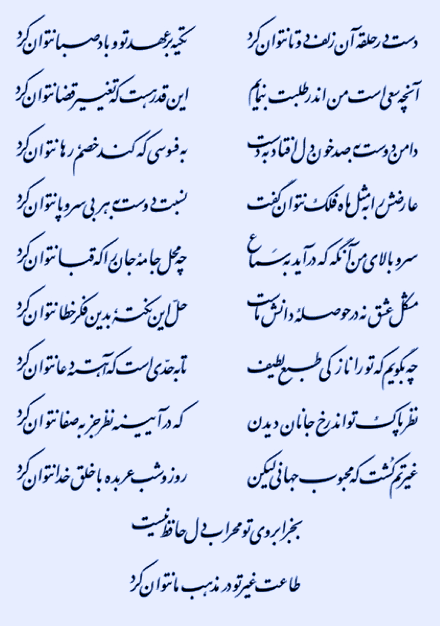 دست در حلقه آن زلف دوتا نتوان کرد تکیه بر عهد تو و باد صبا نتوان کرد
آنچه سعی است من اندر طلبت بنمایم این قدر هست که تغییر قضا نتوان کرد
دامن دوست به صد خون دل افتاد به دست به فسوسی که کند خصم رها نتوان کرد
عارضش را به مثل ماه فلک نتوان گفت نسبت دوست به هر بی سر و پا نتوان کرد
سرو بالای من آنگه که درآید به سماع چه محل جامه جان را که قبا نتوان کرد
مشکل عشق نه در حوصله دانش ماست حل این نکته بدین فکر خطا نتوان کرد
چه بگویم که تو را نازکی طبع لطیف تا به حدی است که آهسته دعا نتوان کرد
نظر پاک تواند رخ جانان دیدن که در آیینه نظر جز به صفا نتوان کرد
غیرتم کشت که محبوب جهانی لیکن روز و شب عربده با خلق خدا نتوان کرد
بجز ابروی تو محراب دل حافظ نیست
طاعت غیر تو در مذهب ما نتوان کرد